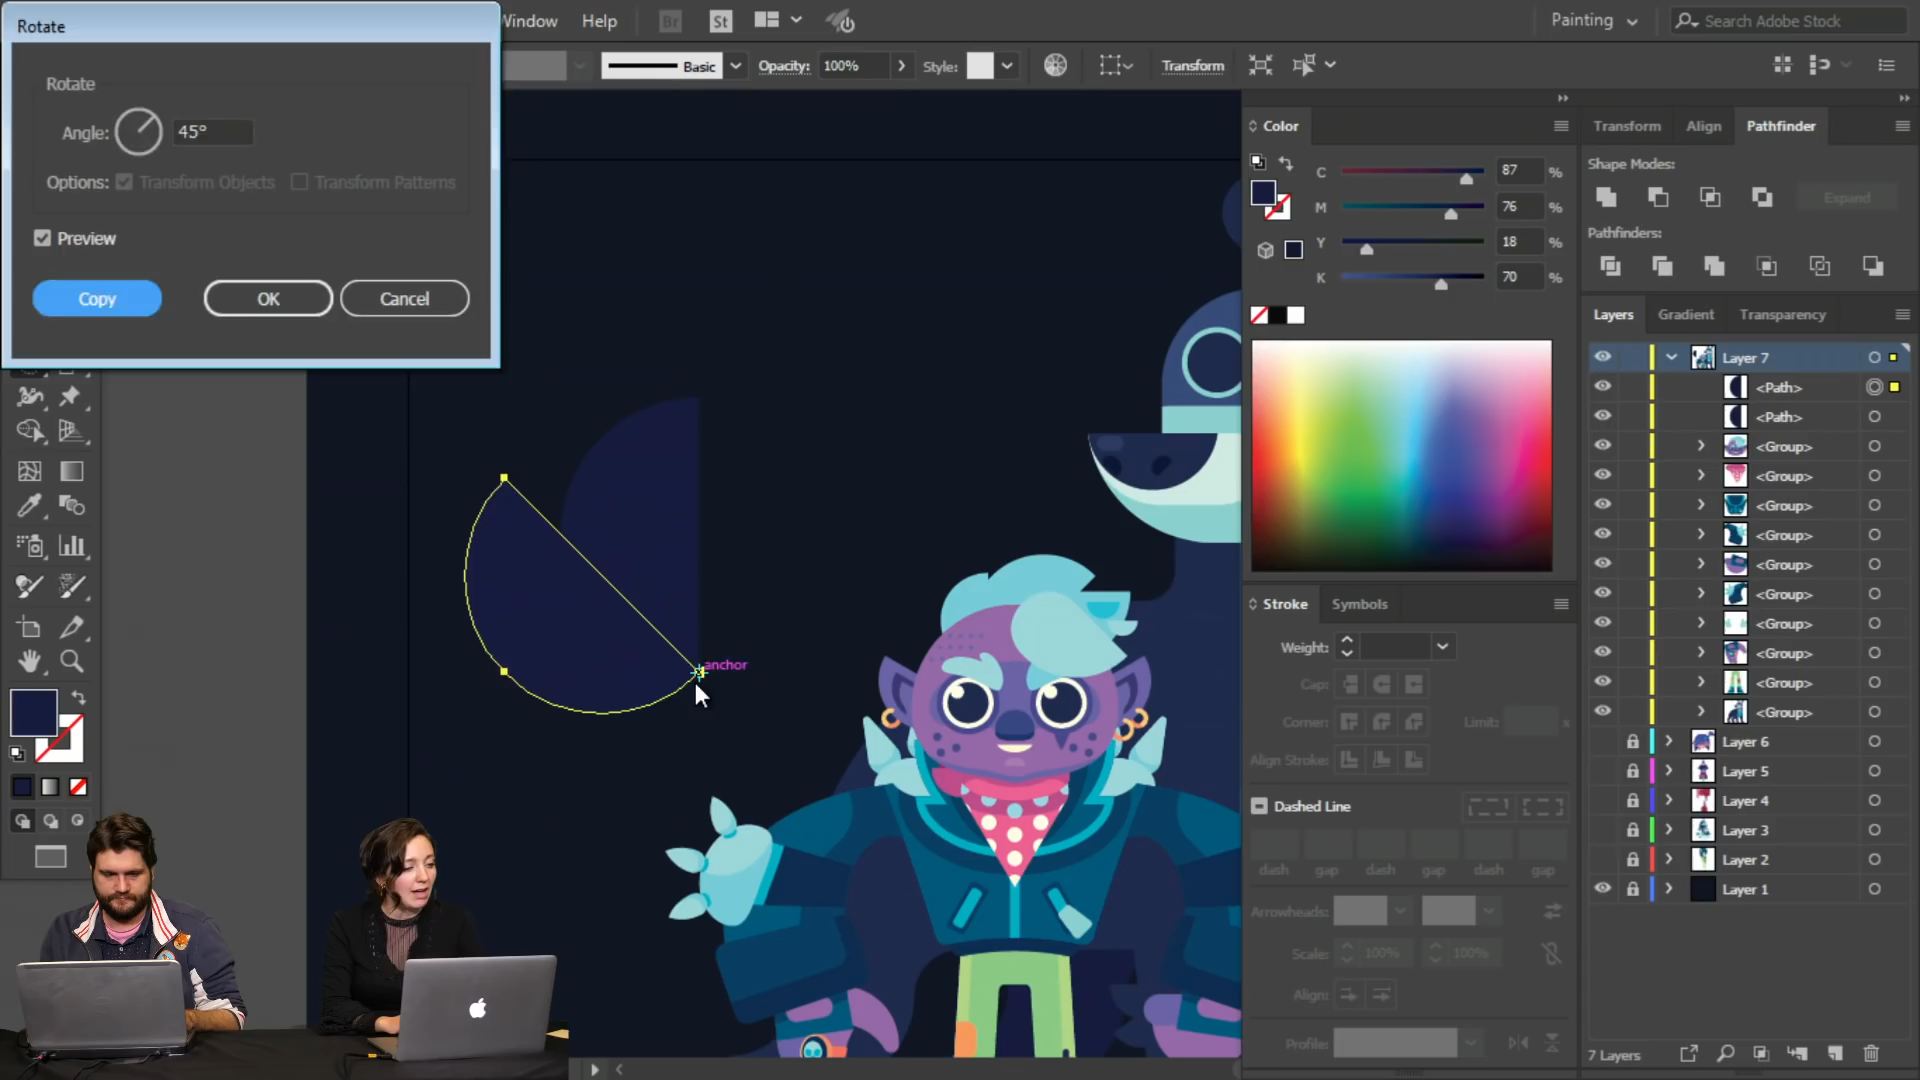 Rotate
Window Help Br St Painting Search Adobe Stock
Rotate
Angle: 45°
Options: Transform Objects Transform Patterns
Preview
Copy OK Cancel
Basic Opacity: 100% Style: Transform
Color
C 87 %
M 76 %
Y 18 %
K 70 %
Transform Align Pathfinder
Shape Modes:
Expand
Pathfinders:
Layers Gradient Transparency
Layer 7
<Path>
<Path>
<Group>
<Group>
<Group>
<Group>
<Group>
<Group>
<Group>
<Group>
<Group>
<Group>
Layer 6
Layer 5
Layer 4
Layer 3
Layer 2
Layer 1
7 Layers
anchor
Stroke Symbols
Weight:
Cap:
Corner: Limit: x
Align Stroke:
Dashed Line
dash gap dash gap dash gap
Arrowheads:
Scale: 100% 100%
Align:
Profile: